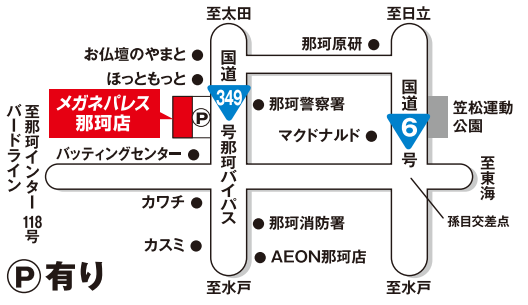 至太田
至日立
お仏壇のやまと
那珂原研
ほっともっと
国道
349
号那珂バイパス
国道
6
号
メガネパレス
那珂店
P
那珂警察署
笠松運動
公園
マクドナルド
至那珂インター
バードライン
118号
バッティングセンター
至東海
カワチ
那珂消防署
孫目交差点
カスミ
AEON那珂店
P有り
至水戸
至水戸